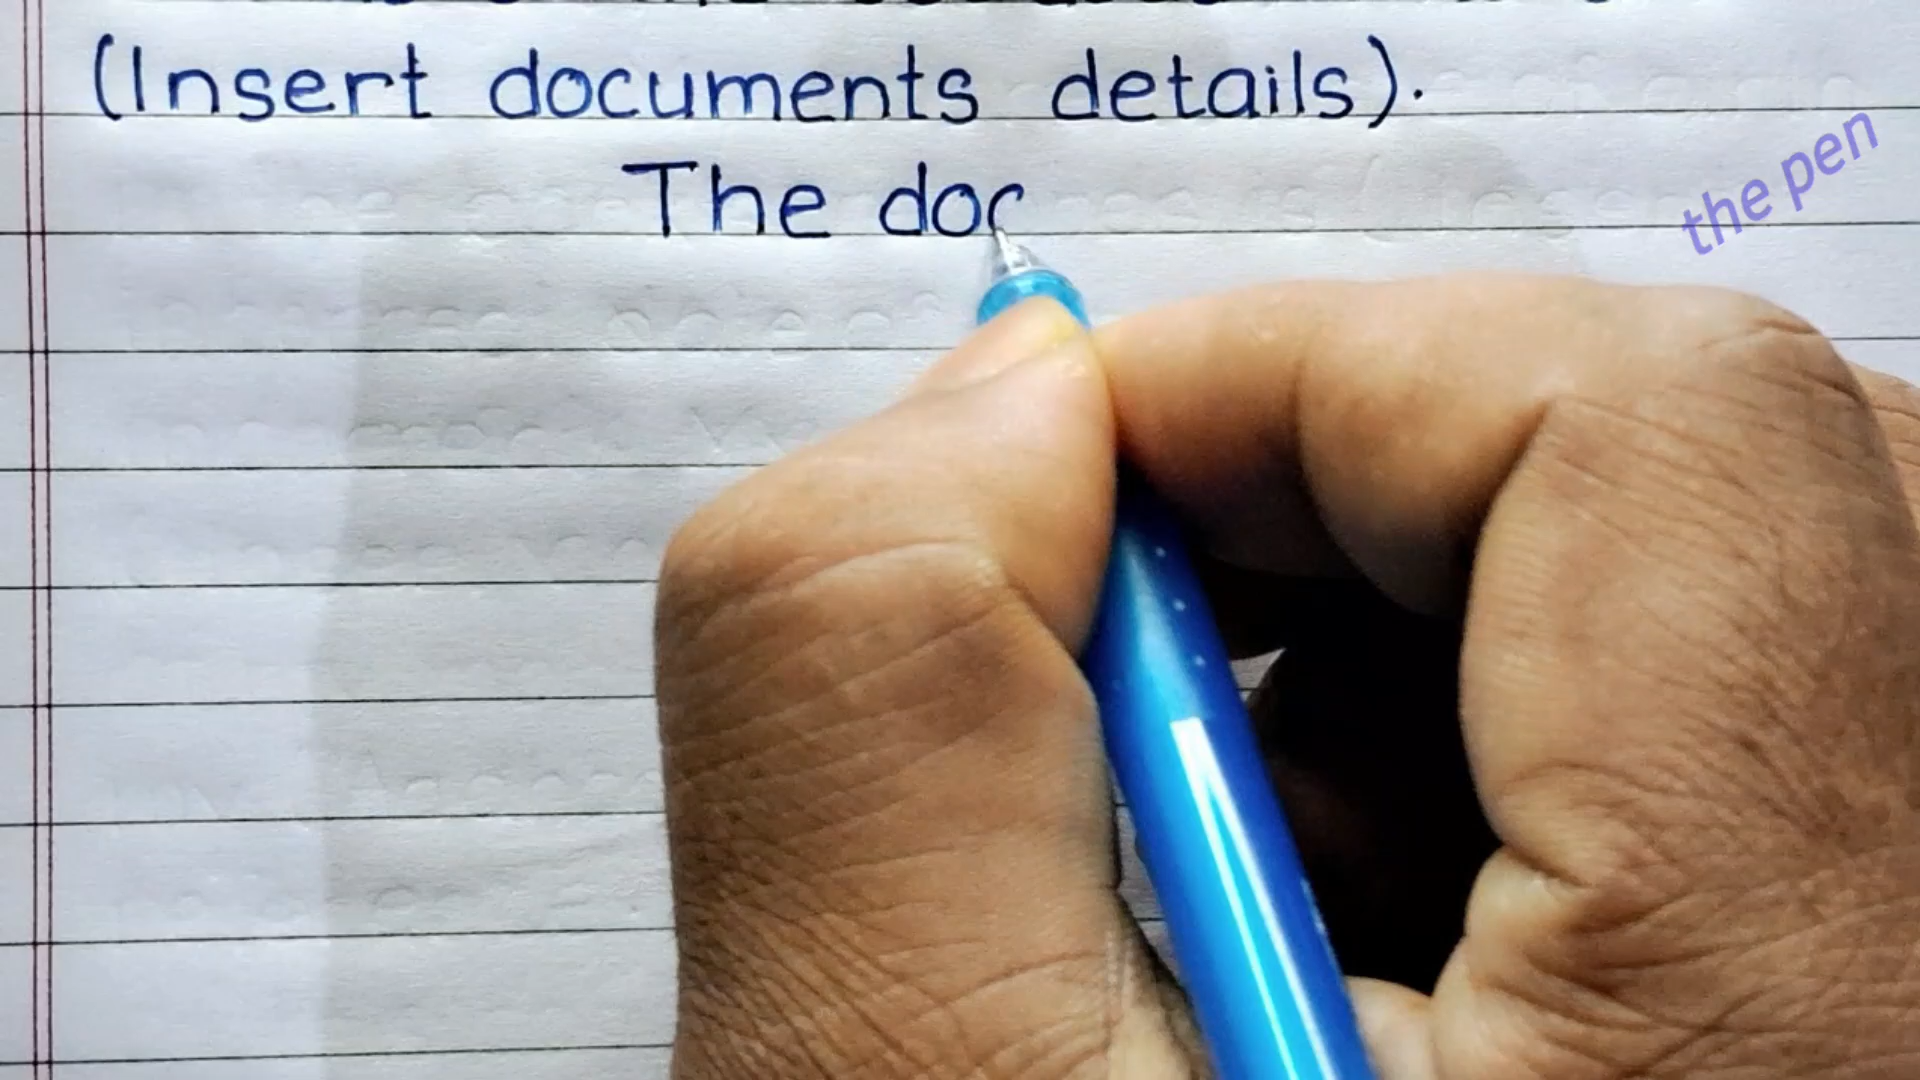 (Insert documents details).
the pen
The doc